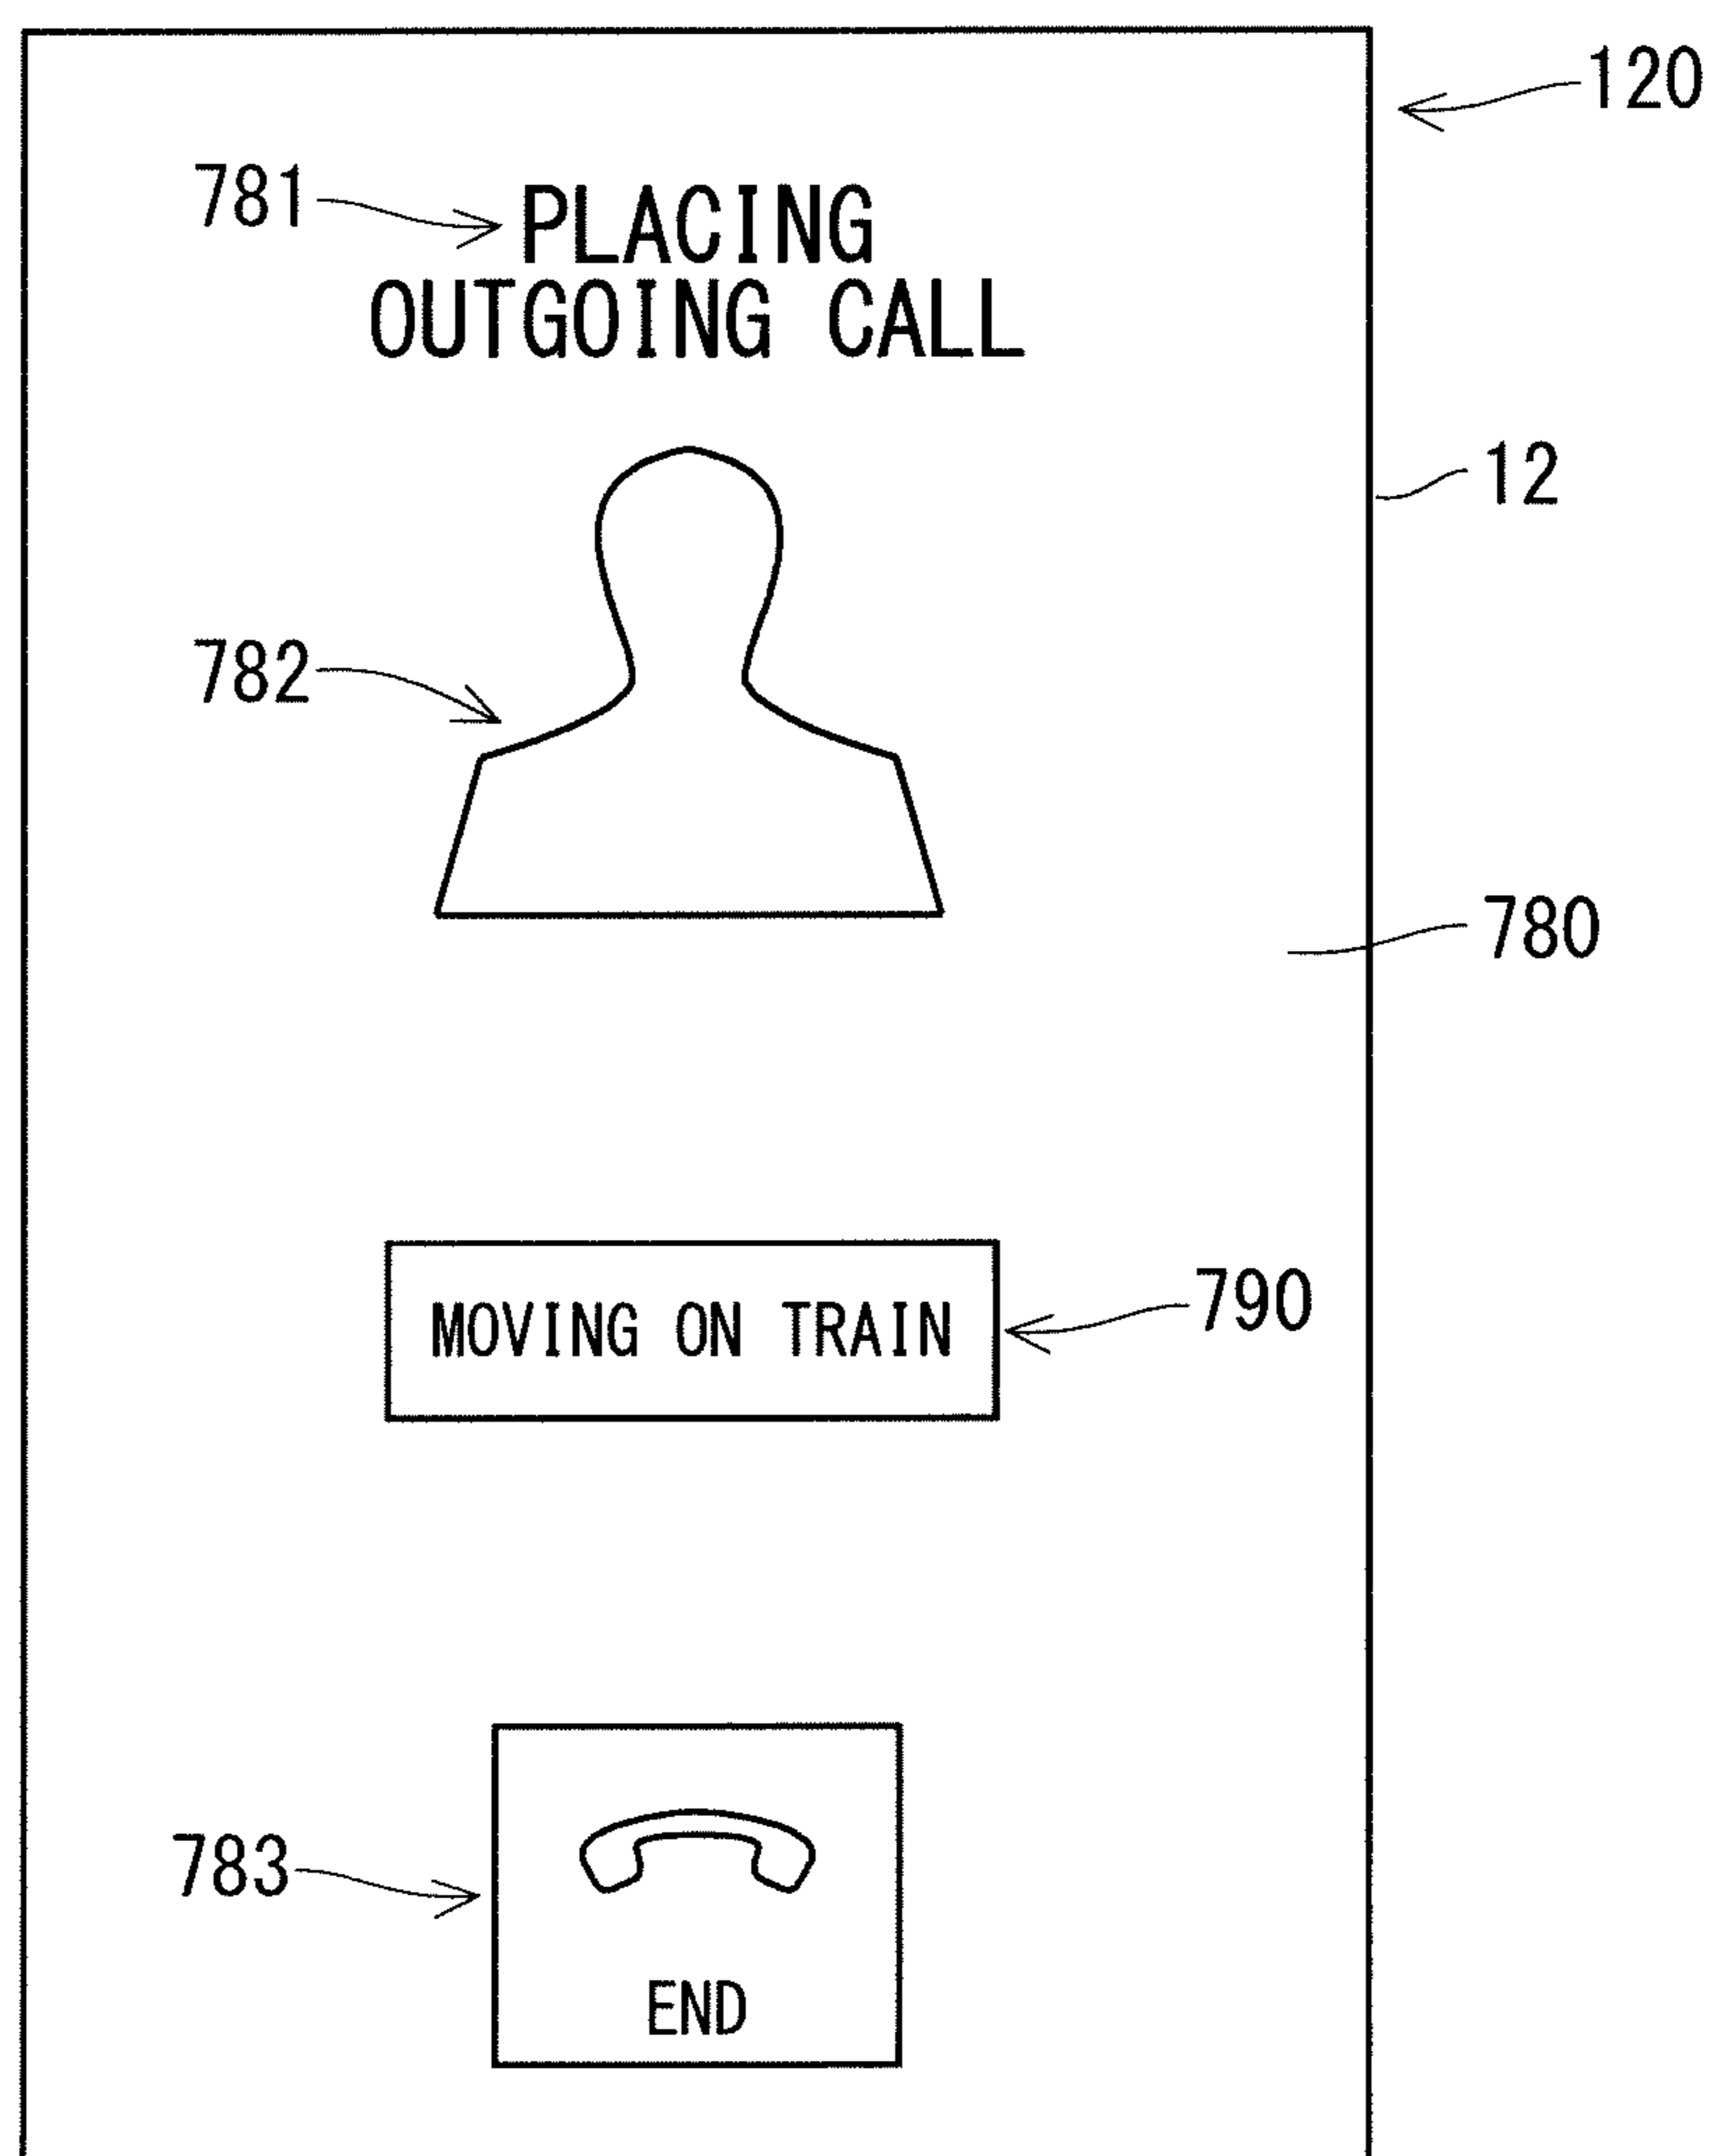 120
781
PLACING
OUTGOING CALL
12
782
780
MOVING ON TRAIN
790
783
END